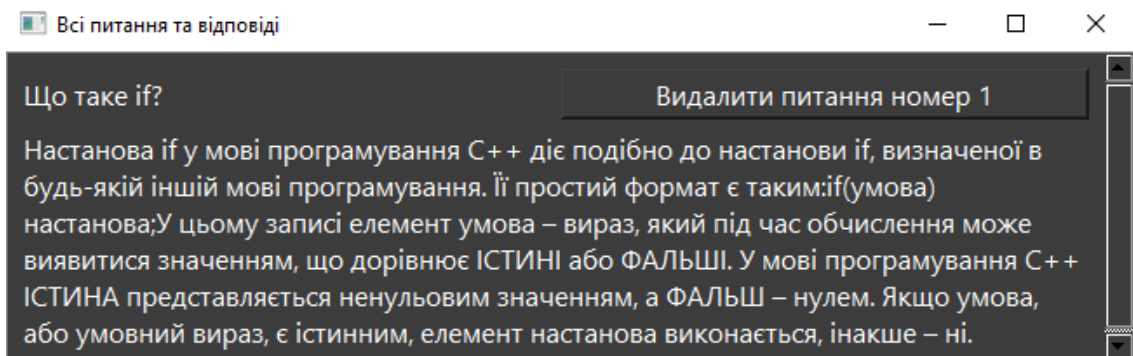 Всі питання та відповіді
Що таке if?
Видалити питання номер 1
Настанова if у мові програмування C++ діє подібно до настанови if, визначеної в
будь-якій іншій мові програмування. Її простий формат є таким:if(умова)
настанова;У цьому записі елемент умова – вираз, який під час обчислення може
виявитися значенням, що дорівнює ІСТИНІ або ФАЛЬШІ. У мові програмування C++
ІСТИНА представляється ненульовим значенням, а ФАЛЬШ – нулем. Якщо умова,
або умовний вираз, є істинним, елемент настанова виконається, інакше – ні.